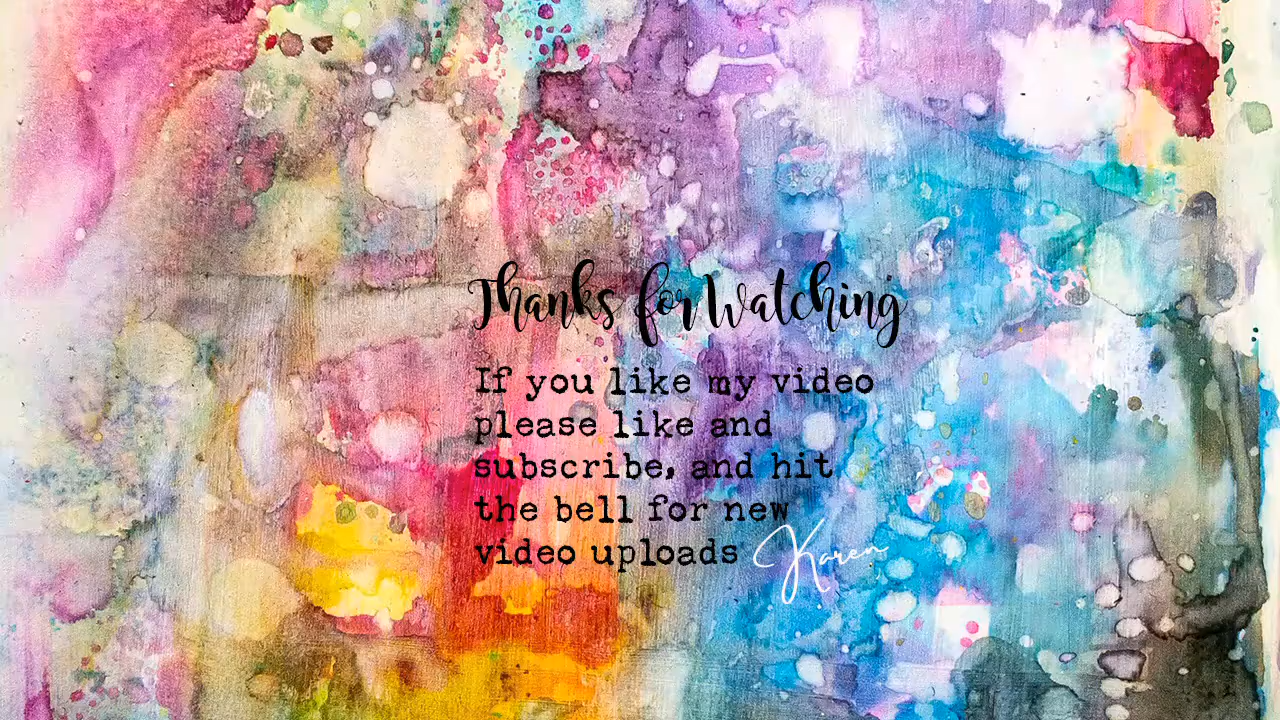 Thanks for Watching
If you like my video
please like and
subscribe, and hit
the bell for new
video uploads Karen